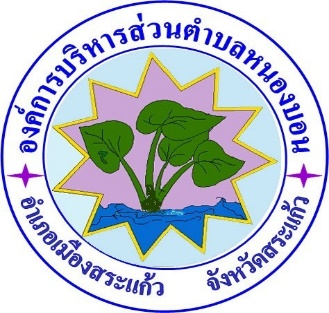 องค์การบริหารส่วนตำบลหนองบอน
อำเภอเมืองสระแก้ว จังหวัดสระแก้ว